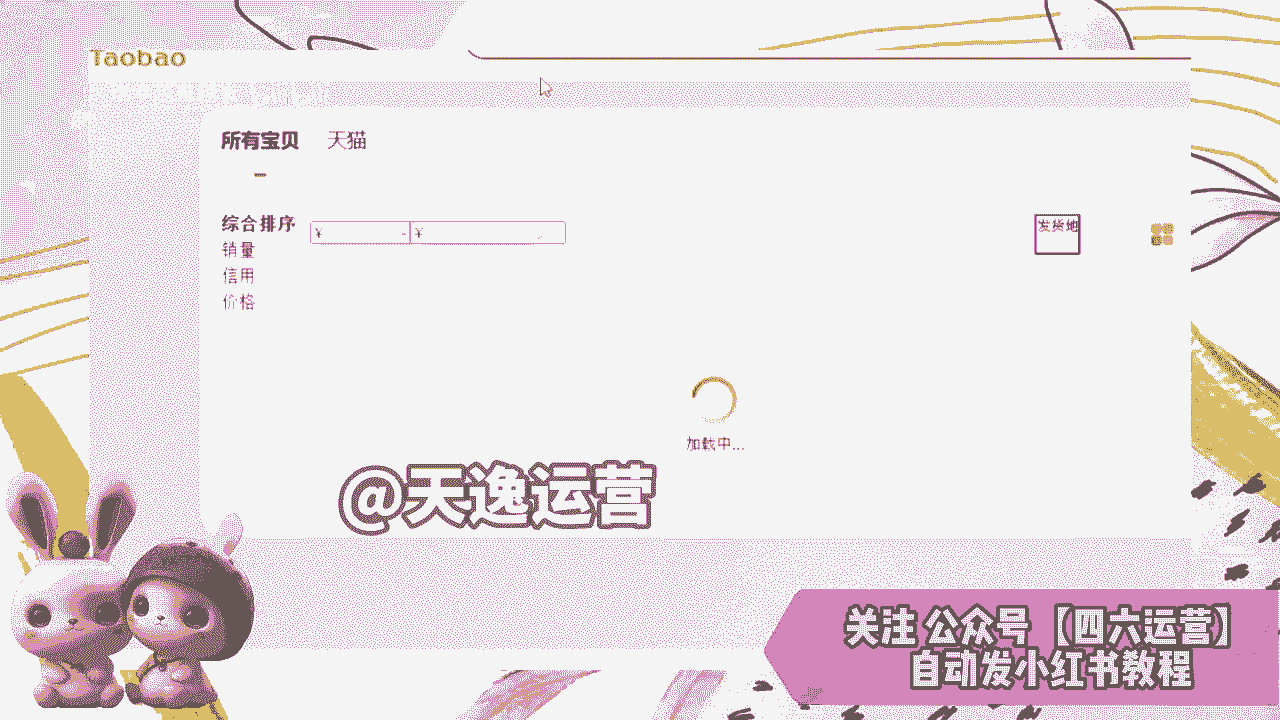 Taobao
所有宝贝 天猫
综合排序 ¥ - ¥ 发货地
销量
信用
价格
加载中...
@天逸运营
关注 公众号 【四六运营】
自动发小红书教程